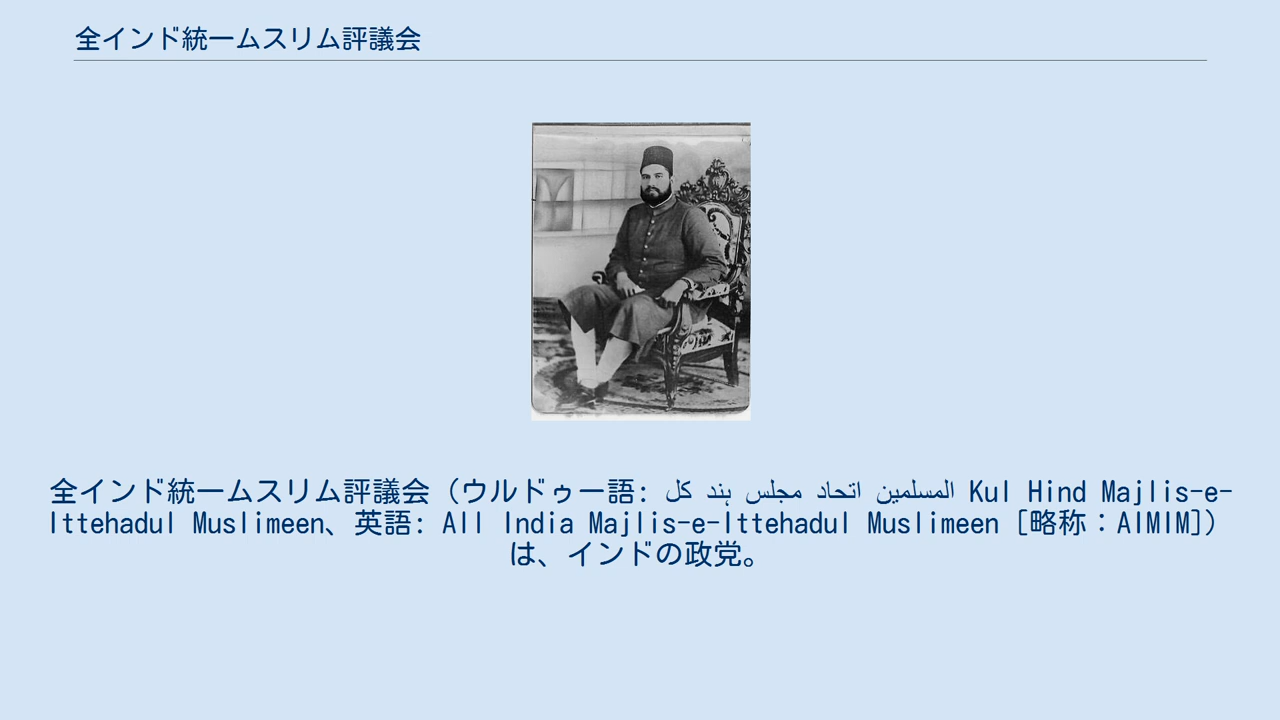 全インド統一ムスリム評議会
全インド統一ムスリム評議会（ウルドゥー語: المسلمين اتحاد مجلس ہند کل Kul Hind Majlis-e-
Ittehadul Muslimeen、英語: All India Majlis-e-Ittehadul Muslimeen [略称：AIMIM]）
は、インドの政党。